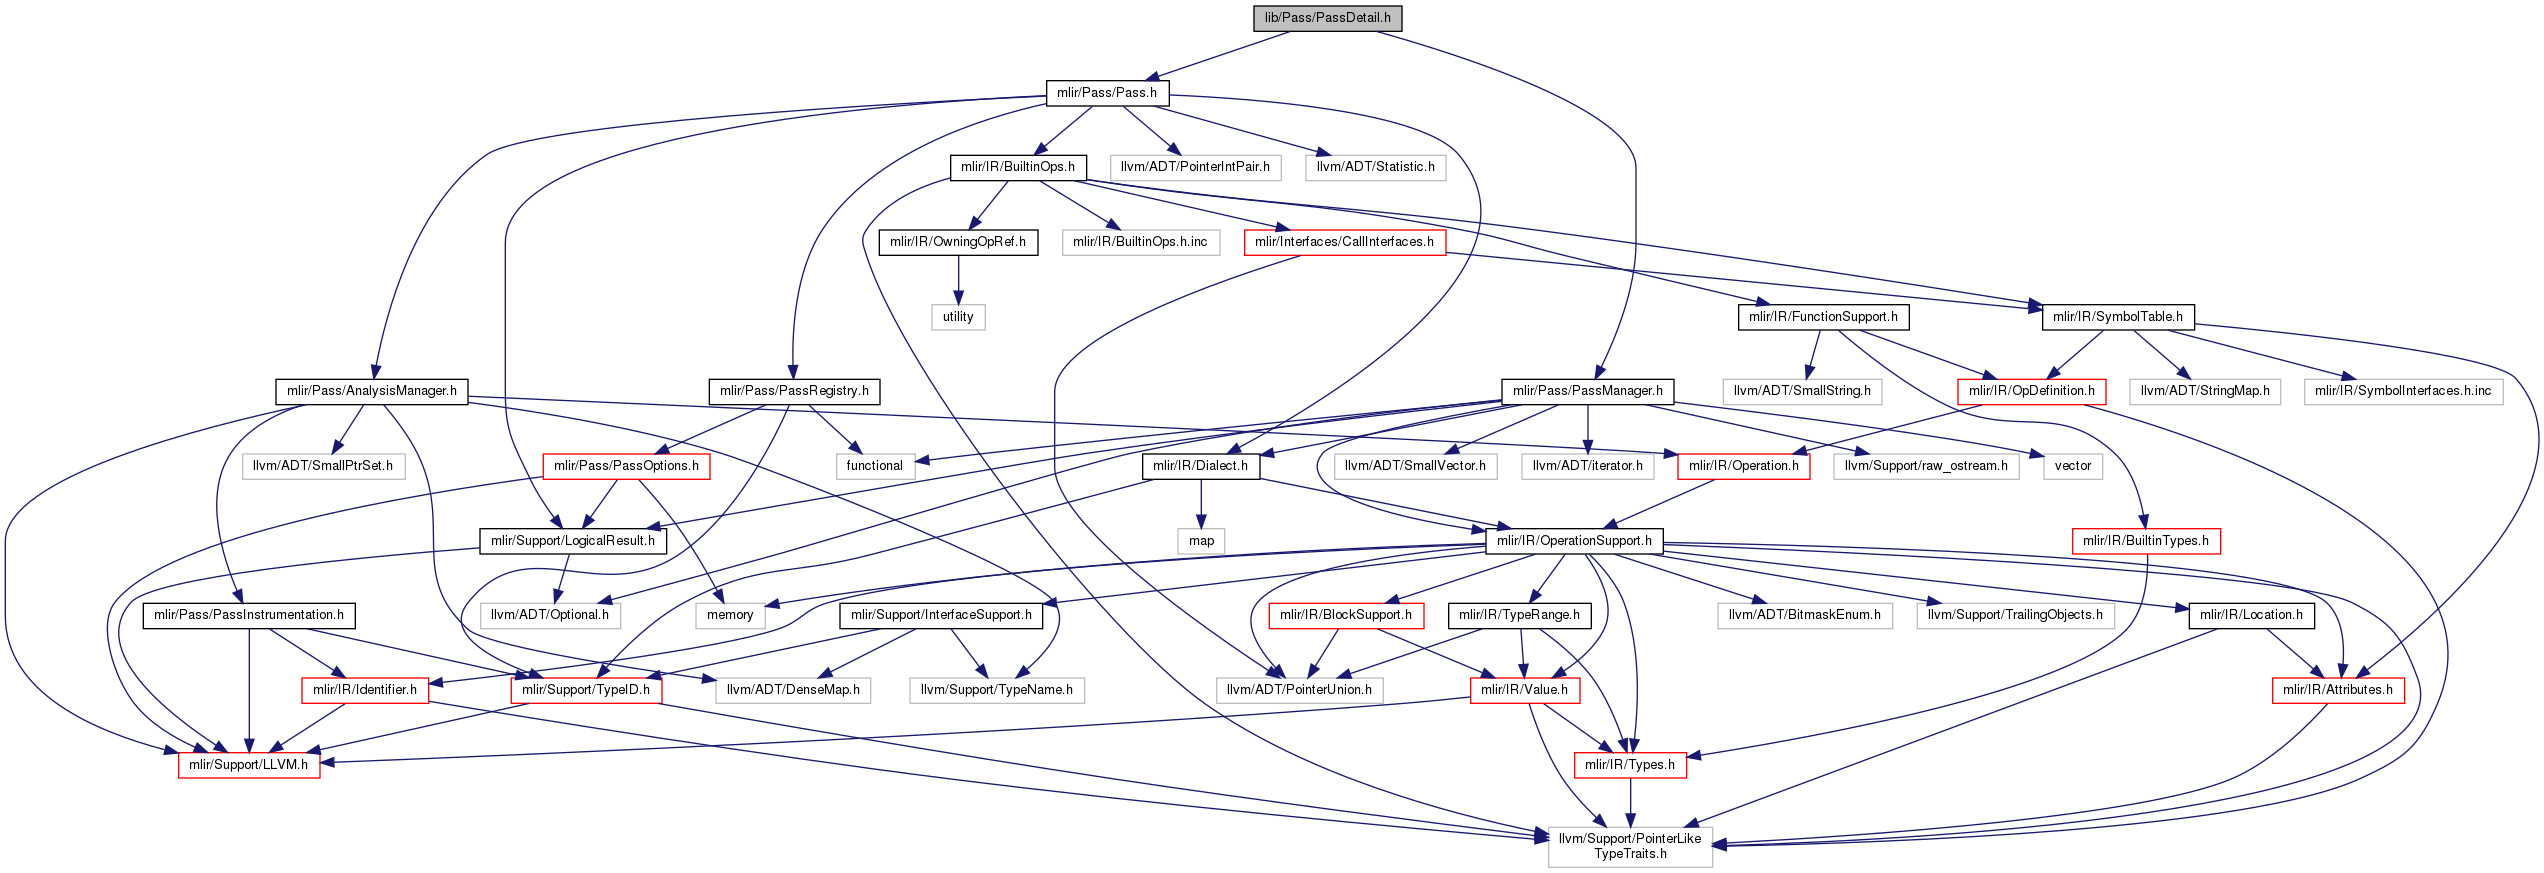 lib/Pass/PassDetail.h
mlir/Pass/Pass.h
mlir/IR/BuiltinOps.h
llvm/ADT/PointerIntPair.h
llvm/ADT/Statistic.h
mlir/IR/OwningOpRef.h
mlir/IR/BuiltinOps.h.inc
mlir/Interfaces/CallInterfaces.h
utility
mlir/IR/FunctionSupport.h
mlir/IR/SymbolTable.h
mlir/Pass/AnalysisManager.h
mlir/Pass/PassRegistry.h
mlir/Pass/PassManager.h
llvm/ADT/SmallString.h
mlir/IR/OpDefinition.h
llvm/ADT/StringMap.h
mlir/IR/SymbolInterfaces.h.inc
llvm/ADT/SmallPtrSet.h
mlir/Pass/PassOptions.h
functional
mlir/IR/Dialect.h
llvm/ADT/SmallVector.h
llvm/ADT/iterator.h
mlir/IR/Operation.h
llvm/Support/raw_ostream.h
vector
mlir/Support/LogicalResult.h
map
mlir/IR/OperationSupport.h
mlir/IR/BuiltinTypes.h
mlir/Pass/PassInstrumentation.h
llvm/ADT/Optional.h
memory
mlir/Support/InterfaceSupport.h
mlir/IR/BlockSupport.h
mlir/IR/TypeRange.h
llvm/ADT/BitmaskEnum.h
llvm/Support/TrailingObjects.h
mlir/IR/Location.h
mlir/IR/Identifier.h
mlir/Support/TypeID.h
llvm/ADT/DenseMap.h
llvm/Support/TypeName.h
llvm/ADT/PointerUnion.h
mlir/IR/Value.h
mlir/IR/Attributes.h
mlir/Support/LLVM.h
mlir/IR/Types.h
llvm/Support/PointerLike
TypeTraits.h